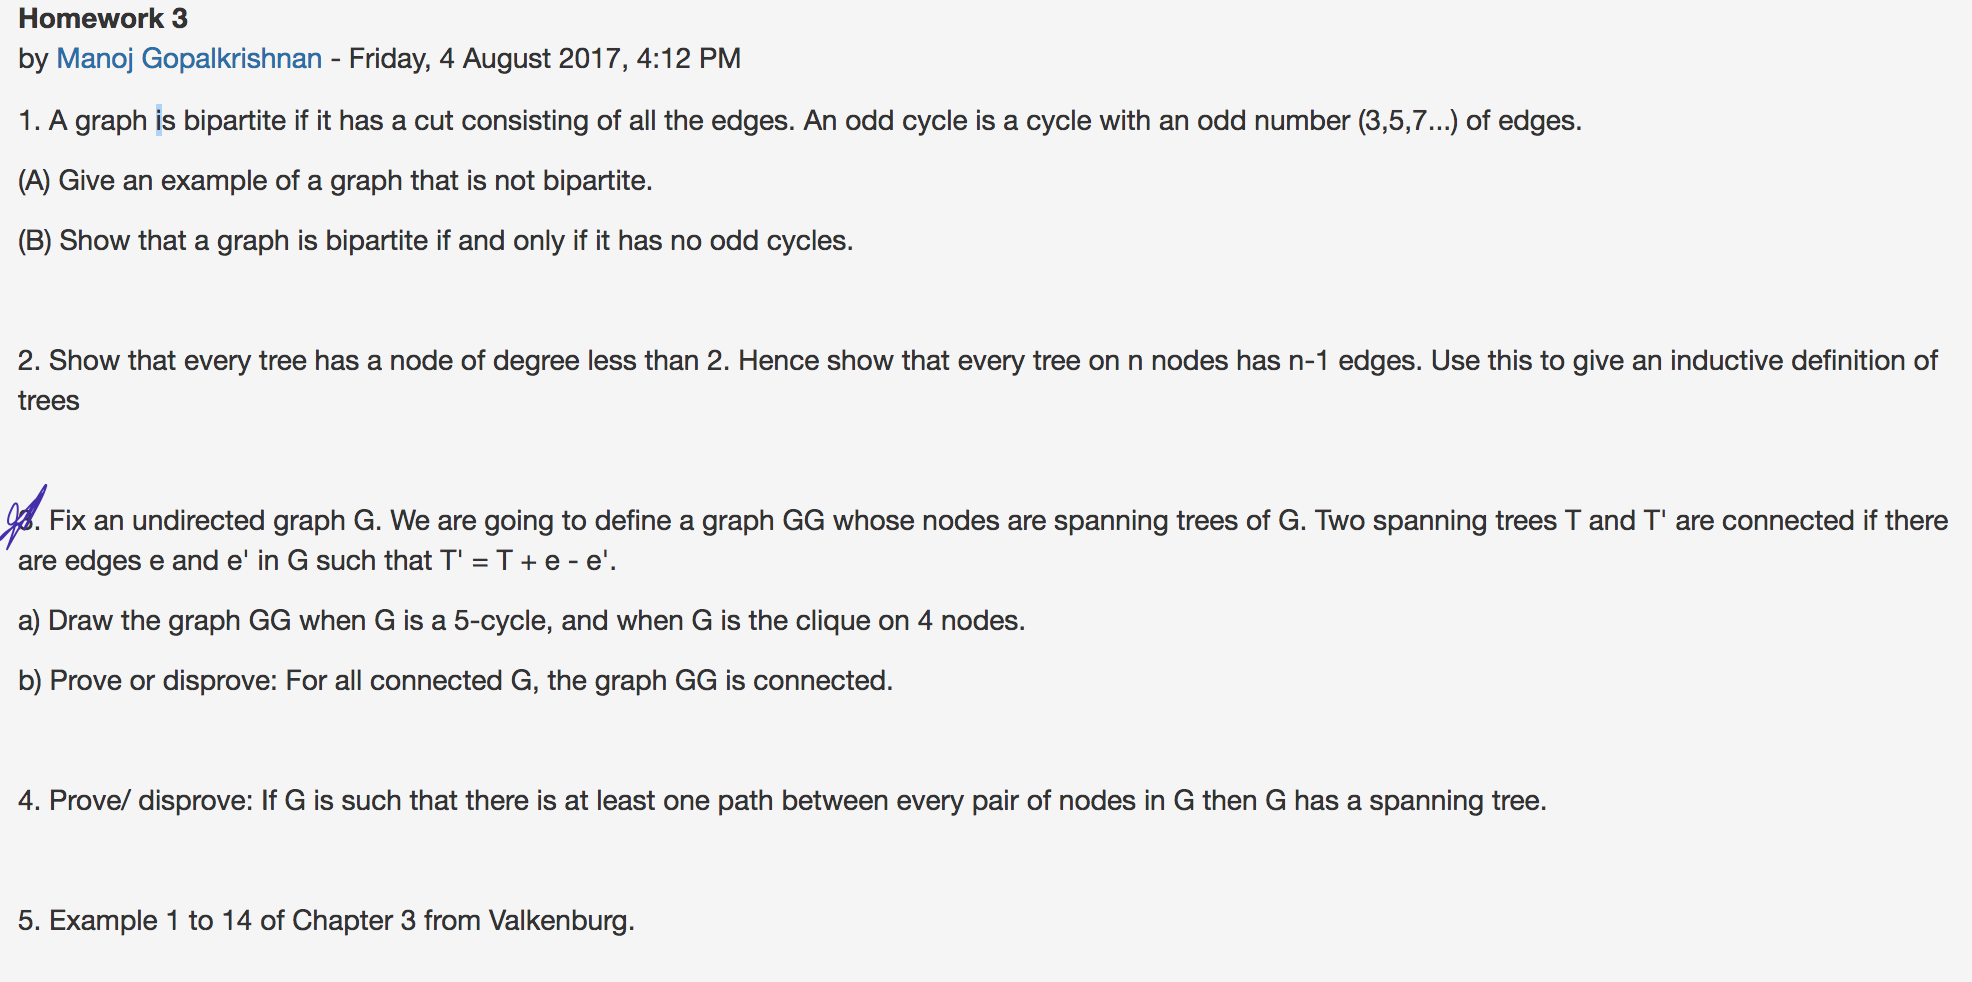 Homework 3
by Manoj Gopalkrishnan - Friday, 4 August 2017, 4:12 PM
1. A graph is bipartite if it has a cut consisting of all the edges. An odd cycle is a cycle with an odd number (3,5,7...) of edges.
(A) Give an example of a graph that is not bipartite.
(B) Show that a graph is bipartite if and only if it has no odd cycles.
2. Show that every tree has a node of degree less than 2. Hence show that every tree on n nodes has n-1 edges. Use this to give an inductive definition of
trees
3. Fix an undirected graph G. We are going to define a graph GG whose nodes are spanning trees of G. Two spanning trees T and T' are connected if there
are edges e and e' in G such that T' = T + e - e'.
a) Draw the graph GG when G is a 5-cycle, and when G is the clique on 4 nodes.
b) Prove or disprove: For all connected G, the graph GG is connected.
4. Prove/ disprove: If G is such that there is at least one path between every pair of nodes in G then G has a spanning tree.
5. Example 1 to 14 of Chapter 3 from Valkenburg.